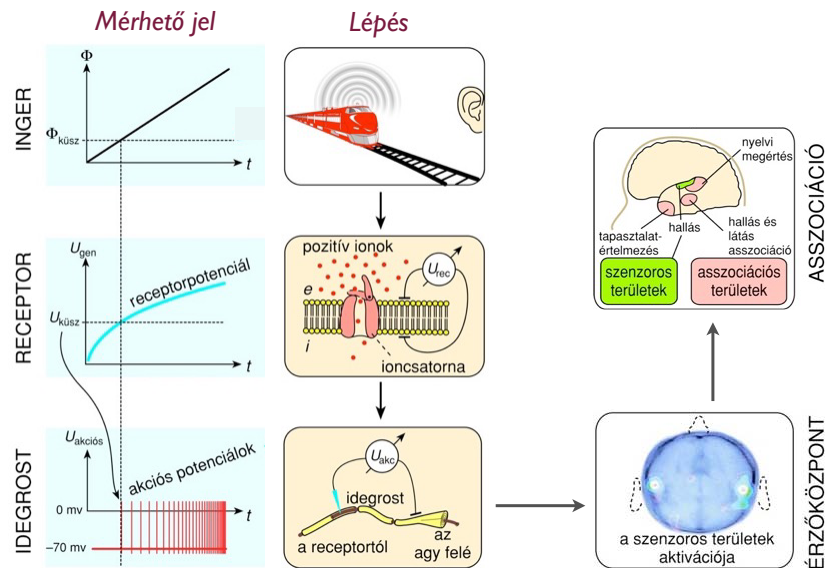 Mérhető jel
Lépés
INGER
Φ
Φküsz
t
RECEPTOR
Ugen
receptorpotenciál
Uküsz
t
pozitív ionok
Urec
e
i
ioncsatorna
IDEGROST
Uakciós
akciós potenciálok
0 mv
t
–70 mv
Uakc
idegrost
a receptortól
az
agy felé
nyelvi
megértés
hallás
tapasztalat-
értelmezés
hallás és
látás
asszociáció
szenzoros
területek
asszociációs
területek
ASSZOCIÁCIÓ
a szenzoros területek
aktivációja
ÉRZŐKÖZPONT